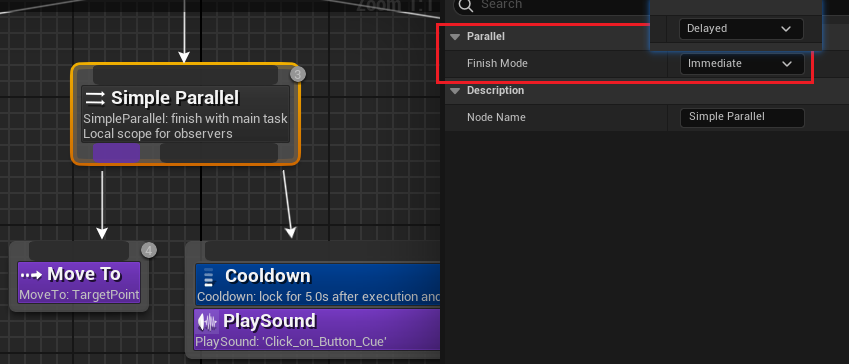 Zoom 1:1
Search
Delayed
Parallel
Finish Mode
Immediate
Description
Node Name
Simple Parallel
3
Simple Parallel
SimpleParallel: finish with main task
Local scope for observers
4
Move To
MoveTo: TargetPoint
Cooldown
Cooldown: lock for 5.0s after execution and
PlaySound
PlaySound: 'Click_on_Button_Cue'